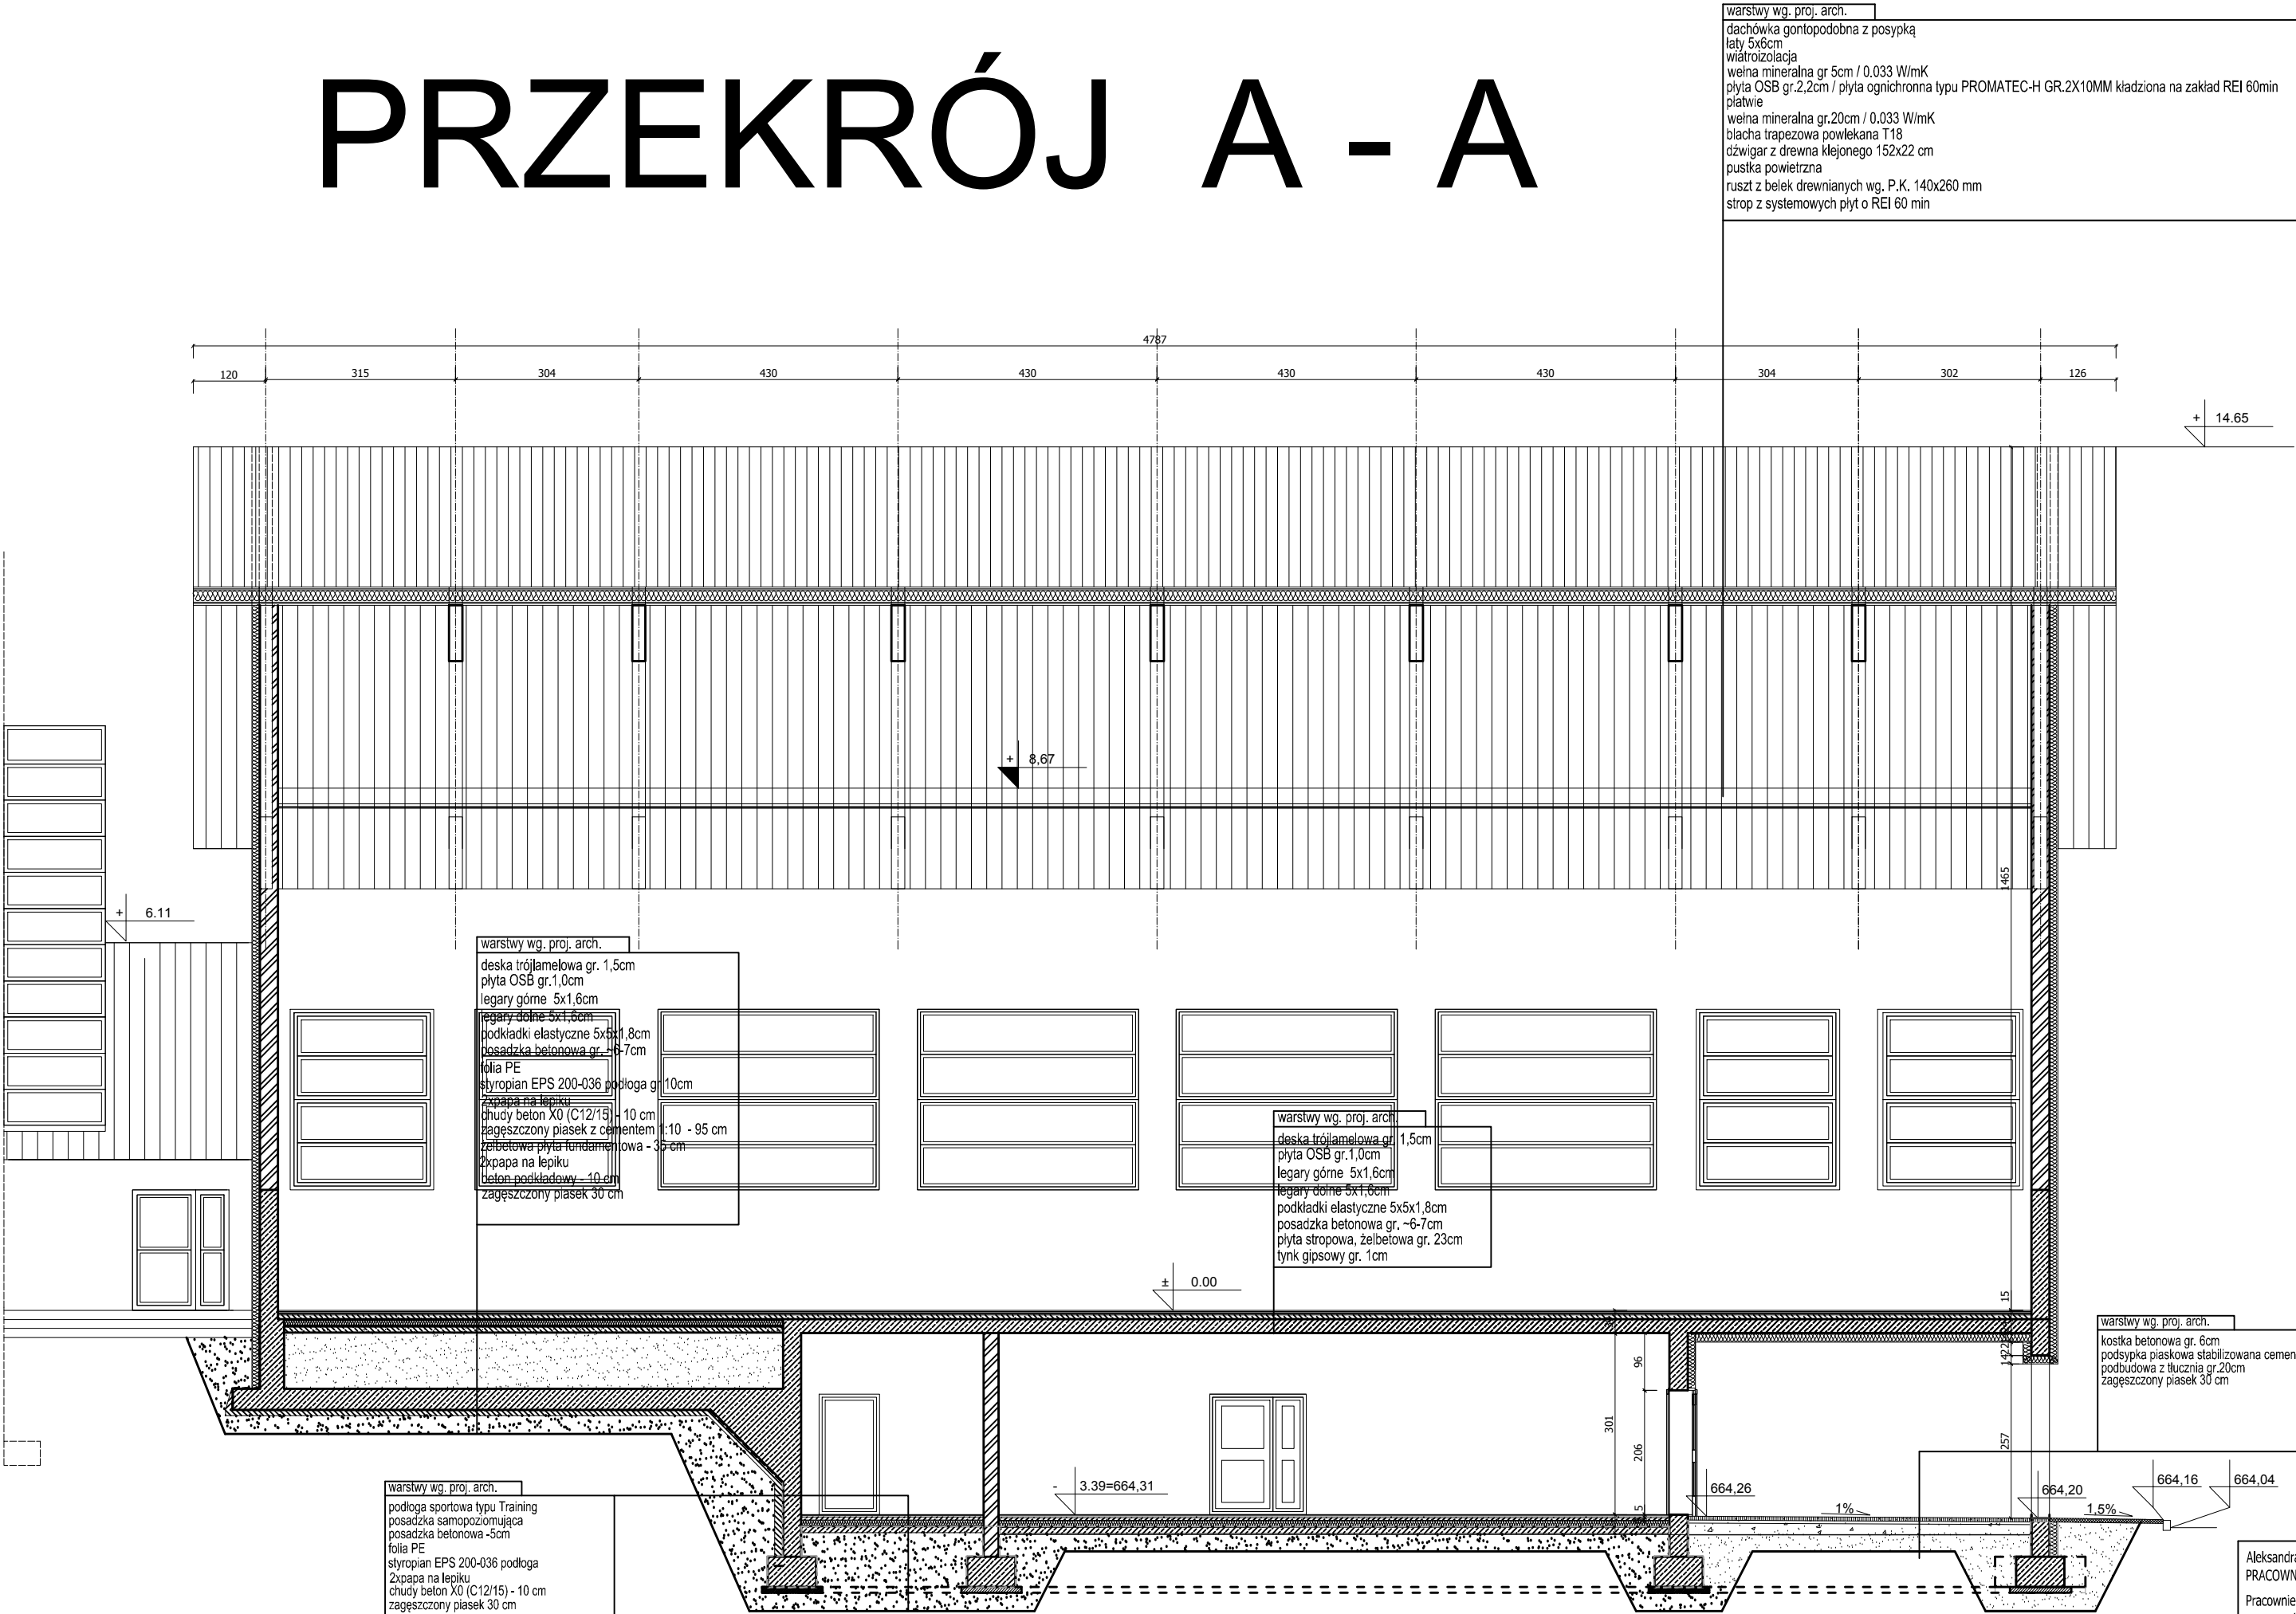 PRZEKRÓJ A - A
warstwy wg. proj. arch.
dachówka gontopodobna z posypką
łaty 5x6cm
wiatroizolacja
wełna mineralna gr 5cm / 0.033 W/mK
płyta OSB gr.2,2cm / płyta ognichronna typu PROMATEC-H GR.2X10MM kładziona na zakład REI 60min
płatwie
wełna mineralna gr.20cm / 0.033 W/mK
blacha trapezowa powlekana T18
dźwigar z drewna klejonego 152x22 cm
pustka powietrzna
ruszt z belek drewnianych wg. P.K. 140x260 mm
strop z systemowych płyt o REI 60 min
4787
120 315 304 430 430 430 430 304 302 126
+ 14.65
+ 8,67
1465
+ 6.11
warstwy wg. proj. arch.
deska trójlamelowa gr. 1,5cm
płyta OSB gr.1,0cm
legary górne 5x1,6cm
legary dolne 5x1,6cm
podkładki elastyczne 5x5x1,8cm
posadzka betonowa gr. ~6-7cm
folia PE
styropian EPS 200-036 podłoga gr 10cm
2xpapa na lepiku
chudy beton X0 (C12/15) - 10 cm
zagęszczony piasek z cementem 1:10 - 95 cm
żelbetowa płyta fundamentowa - 35 cm
2xpapa na lepiku
beton podkładowy - 10 cm
zagęszczony piasek 30 cm
warstwy wg. proj. arch.
deska trójlamelowa gr. 1,5cm
płyta OSB gr.1,0cm
legary górne 5x1,6cm
legary dolne 5x1,6cm
podkładki elastyczne 5x5x1,8cm
posadzka betonowa gr. ~6-7cm
płyta stropowa, żelbetowa gr. 23cm
tynk gipsowy gr. 1cm
± 0.00
15
warstwy wg. proj. arch.
kostka betonowa gr. 6cm
podsypka piaskowa stabilizowana cemen
podbudowa z tłucznia gr.20cm
zagęszczony piasek 30 cm
96
301
206
257
- 3.39=664,31
664,26
1%
664,20
1,5%
664,16
664,04
warstwy wg. proj. arch.
podłoga sportowa typu Training
posadzka samopoziomująca
posadzka betonowa -5cm
folia PE
styropian EPS 200-036 podłoga
2xpapa na lepiku
chudy beton X0 (C12/15) - 10 cm
zagęszczony piasek 30 cm
Aleksandra
PRACOWN
Pracownie